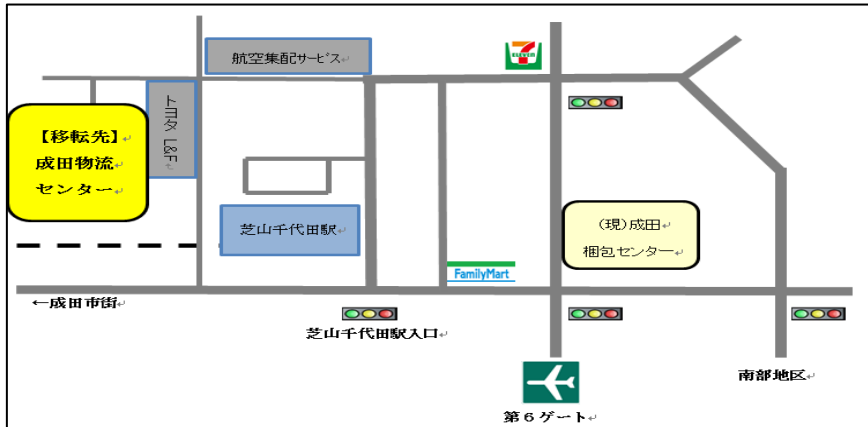 航空集配サービス
ELEVEN
トヨタ L&F
【移転先】
成田物流
センター
芝山千代田駅
(現)成田
梱包センター
FamilyMart
←成田市街
芝山千代田駅入口
南部地区
第6ゲート